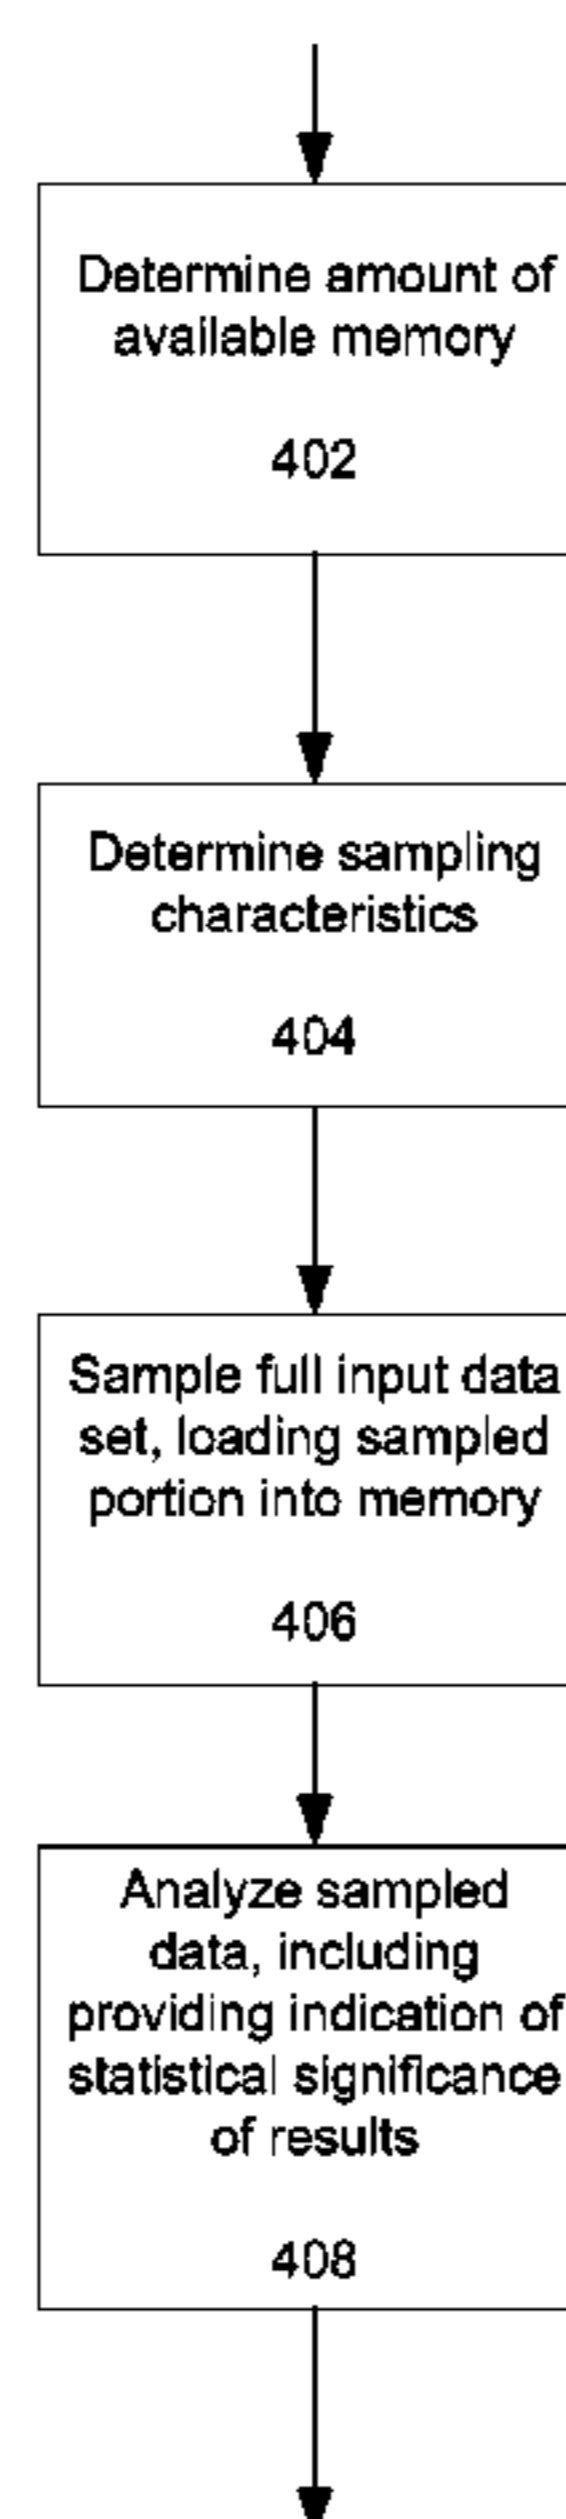 Determine amount of
available memory
402
Determine sampling
characteristics
404
Sample full input data
set, loading sampled
portion into memory
406
Analyze sampled
data, including
providing indication of
statistical significance
of results
408